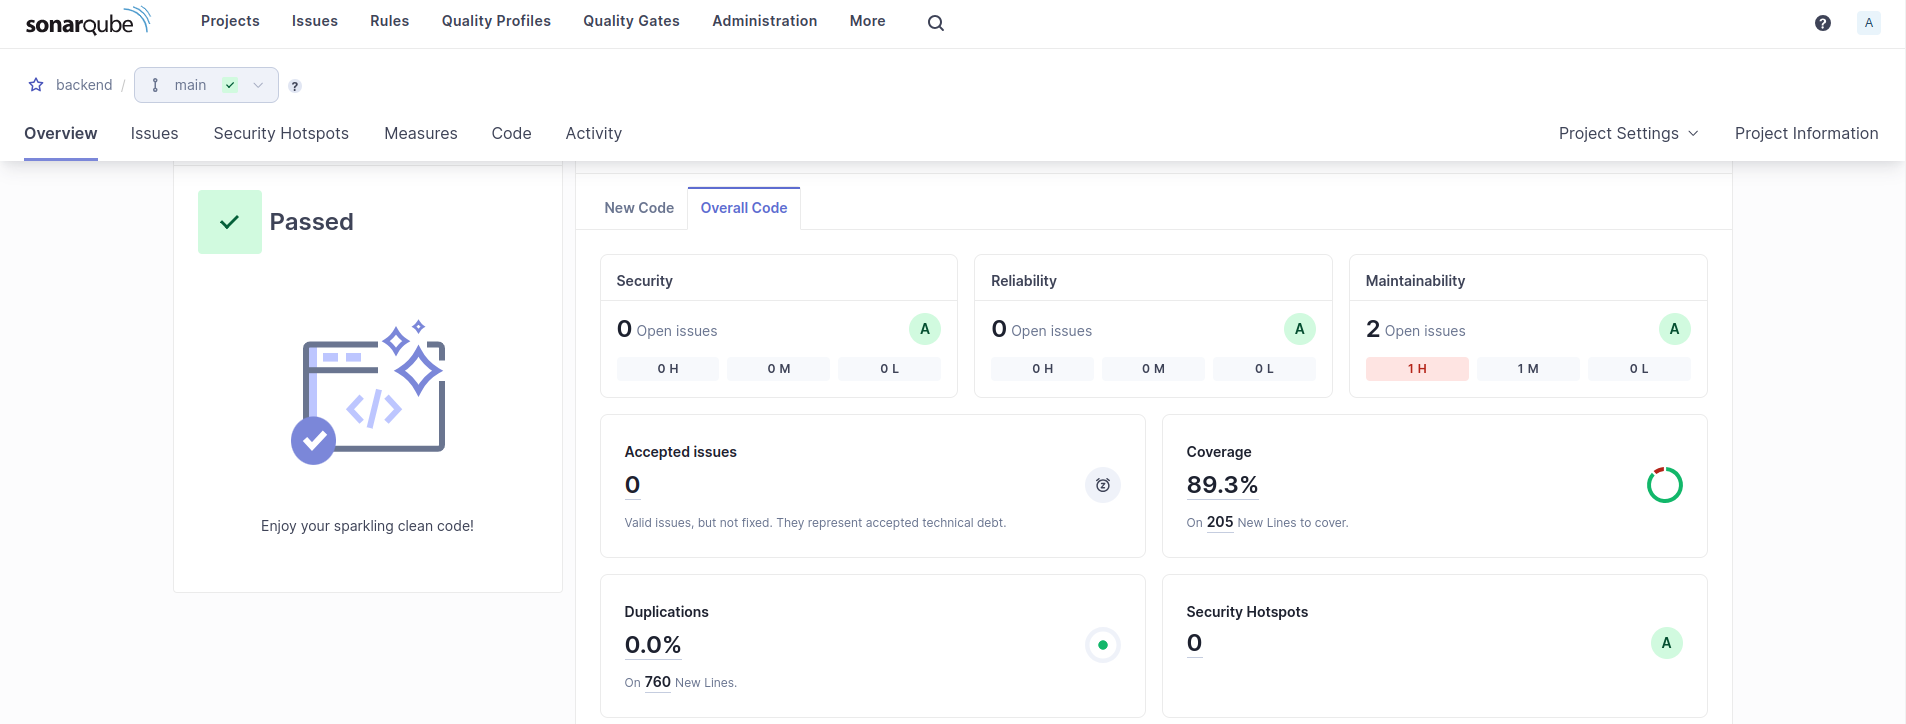 sonarqube
Projects Issues Rules Quality Profiles Quality Gates Administration More
? A
backend / main ?
Overview Issues Security Hotspots Measures Code Activity Project Settings Project Information
Passed
</>
Enjoy your sparkling clean code!
New Code Overall Code
Security
0 Open issues A
0 H 0 M 0 L
Reliability
0 Open issues A
0 H 0 M 0 L
Maintainability
2 Open issues A
1 H 1 M 0 L
Accepted issues
0
Valid issues, but not fixed. They represent accepted technical debt.
Coverage
89.3%
On 205 New Lines to cover.
Duplications
0.0%
On 760 New Lines.
Security Hotspots
0 A